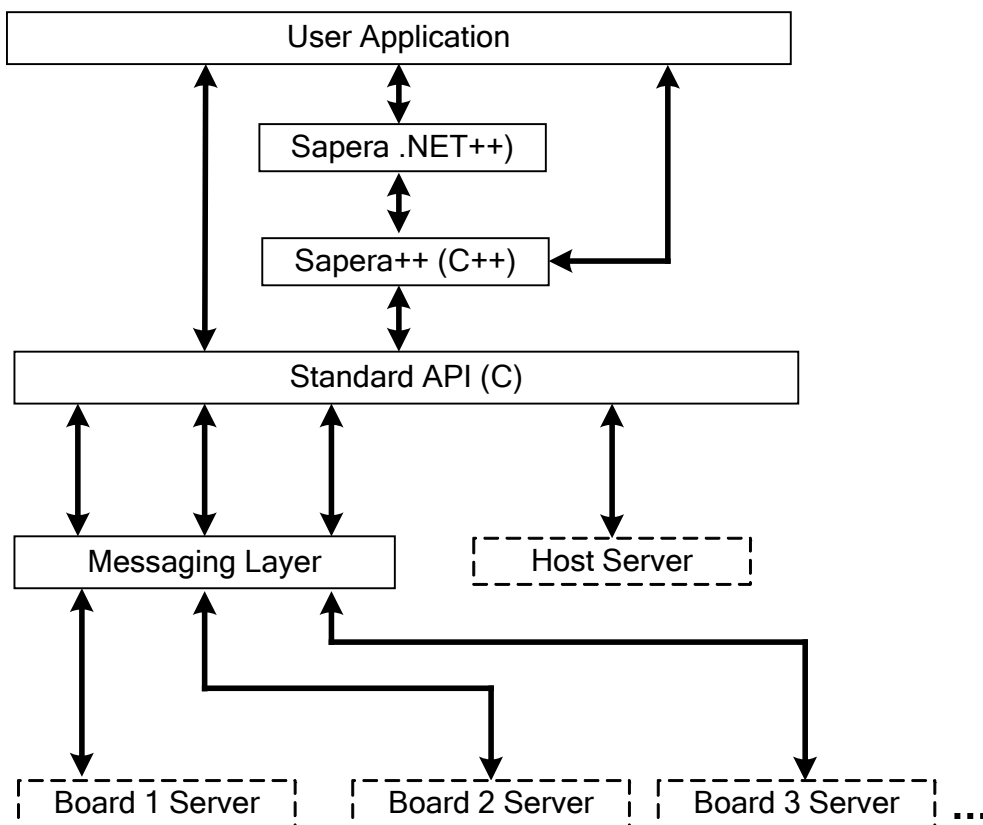 User Application
Sapera .NET++)
Sapera++ (C++)
Standard API (C)
Messaging Layer
Host Server
Board 1 Server
Board 2 Server
Board 3 Server
...